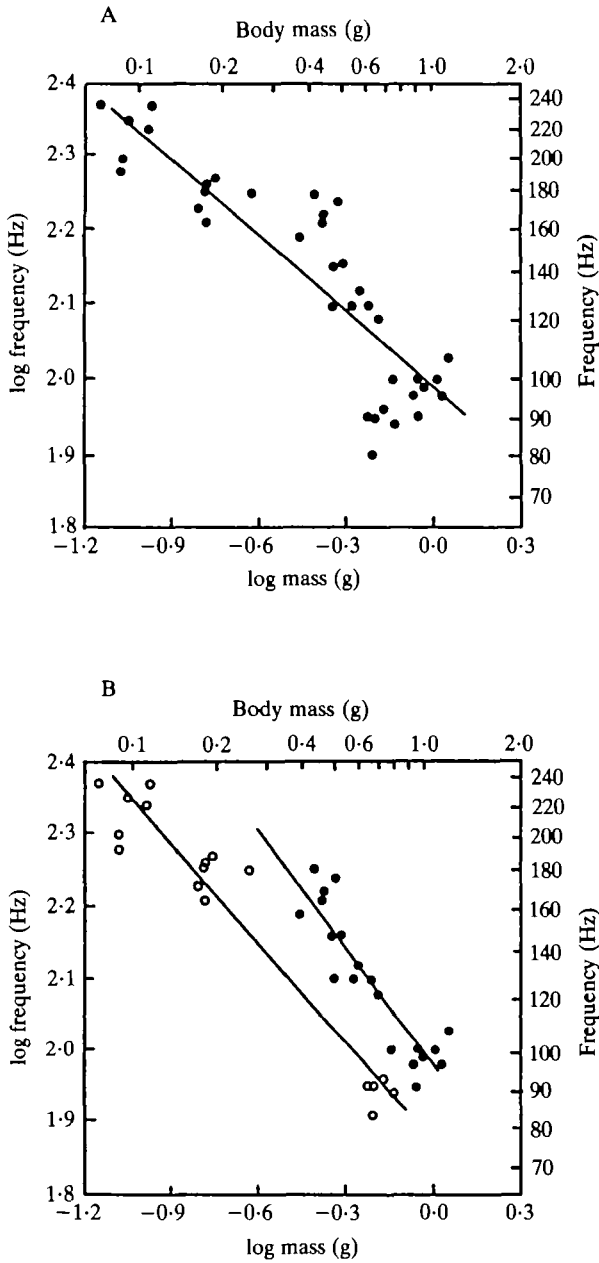 A
Body mass (g)
0·1 0·2 0·4 0·6 1·0 2·0
2·4
2·3
2·2
2·1
2·0
1·9
1·8
log frequency (Hz)
240
220
200
180
160
140
120
100
90
80
70
Frequency (Hz)
−1·2 −0·9 −0·6 −0·3 0·0 0·3
log mass (g)
B
Body mass (g)
0·1 0·2 0·4 0·6 1·0 2·0
2·4
2·3
2·2
2·1
2·0
1·9
1·8
log frequency (Hz)
240
220
200
180
160
140
120
100
90
80
70
Frequency (Hz)
−1·2 −0·9 −0·6 −0·3 0·0 0·3
log mass (g)